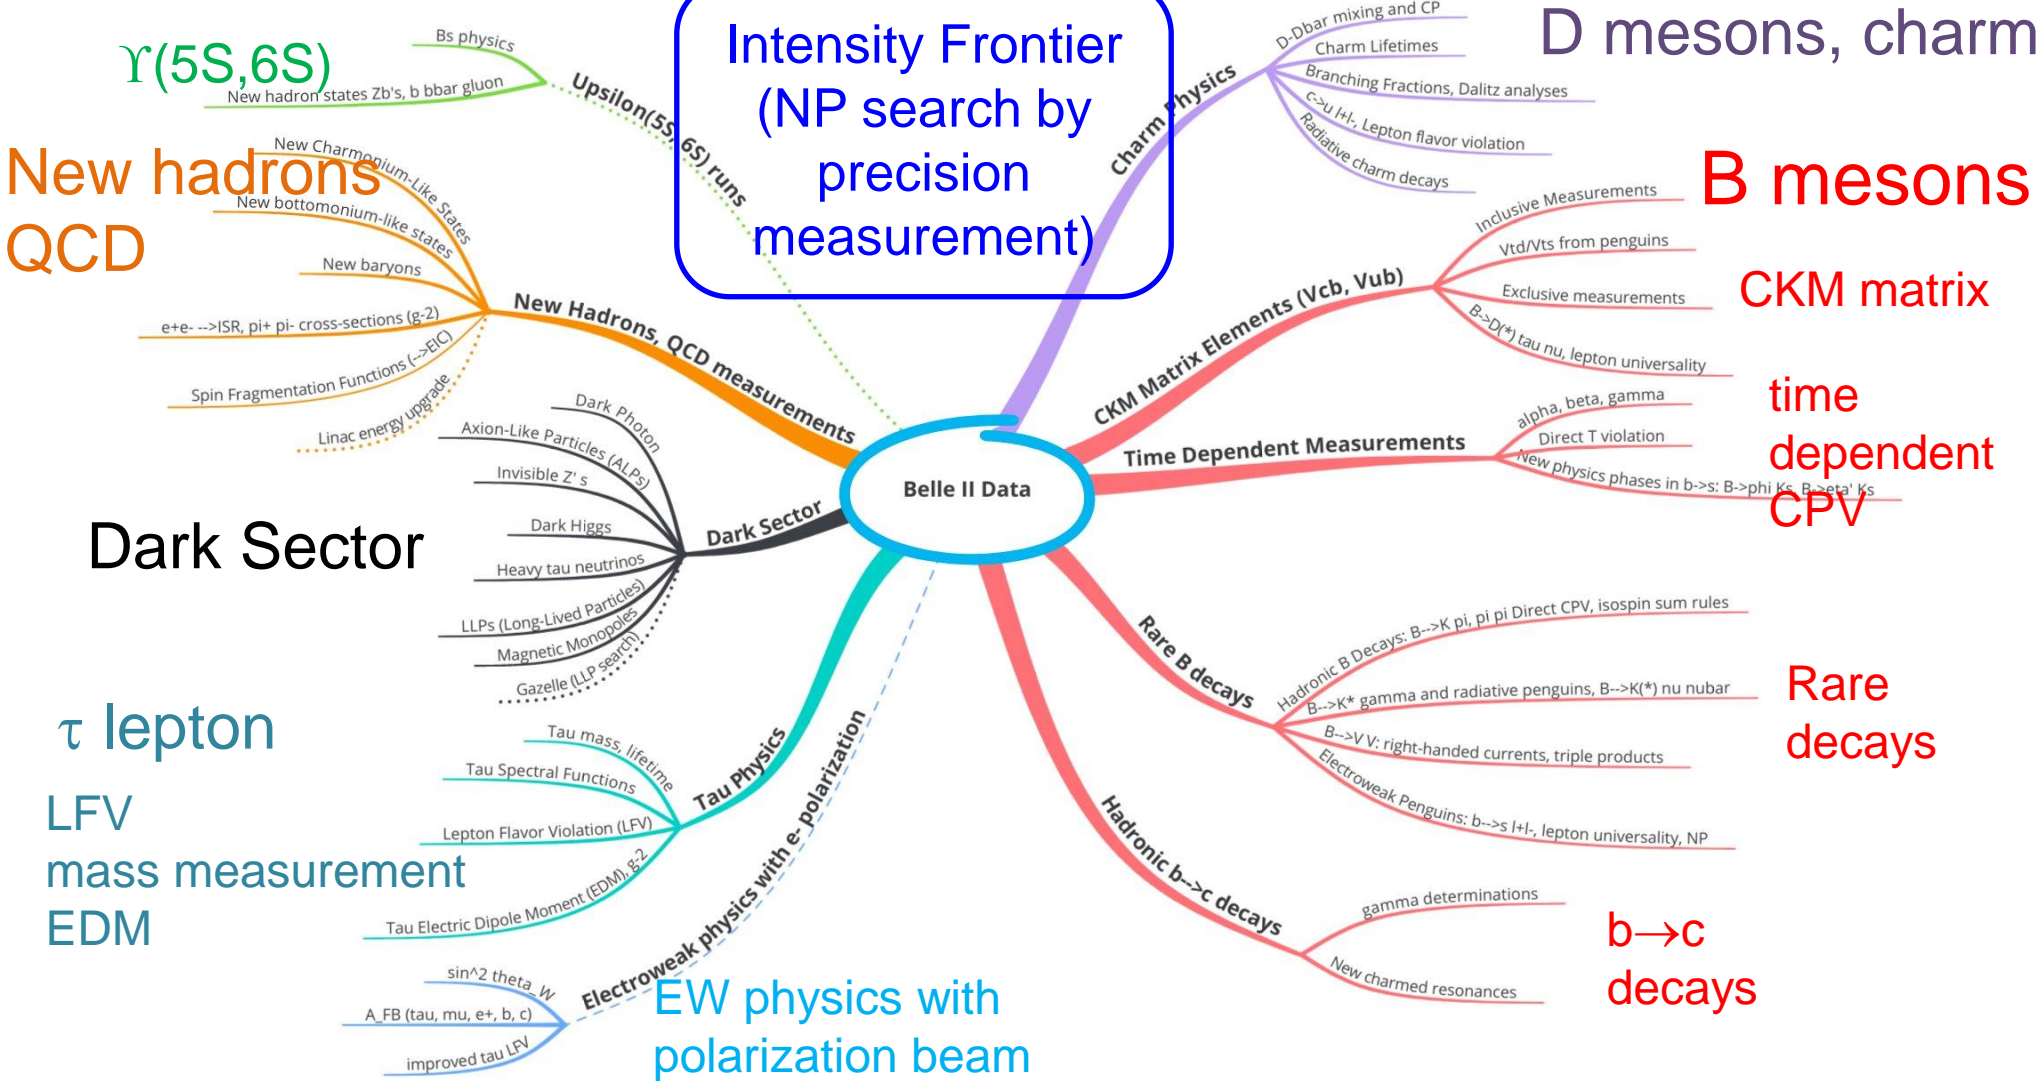 Intensity Frontier
(NP search by
precision
measurement)
ϒ(5S,6S)
Bs physics
New hadron states Zb's, b bbar gluon
Upsilon(5S, 6S) runs
New hadrons
QCD
New Charmonium-Like States
New bottomonium-like states
New baryons
e+e- -->ISR, pi+ pi- cross-sections (g-2)
Spin Fragmentation Functions (-->EIC)
Linac energy upgrade
New Hadrons, QCD measurements
Dark Sector
Dark Photon
Axion-Like Particles (ALPs)
Invisible Z' s
Dark Higgs
Heavy tau neutrinos
LLPs (Long-Lived Particles)
Magnetic Monopoles
Gazelle (LLP search)
Dark Sector
τ lepton
LFV
mass measurement
EDM
Tau mass, lifetime
Tau Spectral Functions
Lepton Flavor Violation (LFV)
Tau Electric Dipole Moment (EDM), g-2
Tau Physics
sin^2 theta_W
A_FB (tau, mu, e+, b, c)
improved tau LFV
Electroweak physics with e- polarization
EW physics with
polarization beam
Belle II Data
D mesons, charm
Charm Physics
D-Dbar mixing and CP
Charm Lifetimes
Branching Fractions, Dalitz analyses
c->u l+l-, Lepton flavor violation
Radiative charm decays
B mesons
CKM matrix
CKM Matrix Elements (Vcb, Vub)
Inclusive Measurements
Vtd/Vts from penguins
Exclusive measurements
B->D(*) tau nu, lepton universality
time
dependent
CPV
Time Dependent Measurements
alpha, beta, gamma
Direct T violation
New physics phases in b->s: B->phi Ks, B->eta' Ks
Rare B decays
Hadronic B Decays: B-->K pi, pi pi Direct CPV, isospin sum rules
B-->K* gamma and radiative penguins, B-->K(*) nu nubar
B-->V V: right-handed currents, triple products
Electroweak Penguins: b-->s l+l-, lepton universality, NP
Rare
decays
Hadronic b-->c decays
gamma determinations
New charmed resonances
b→c
decays